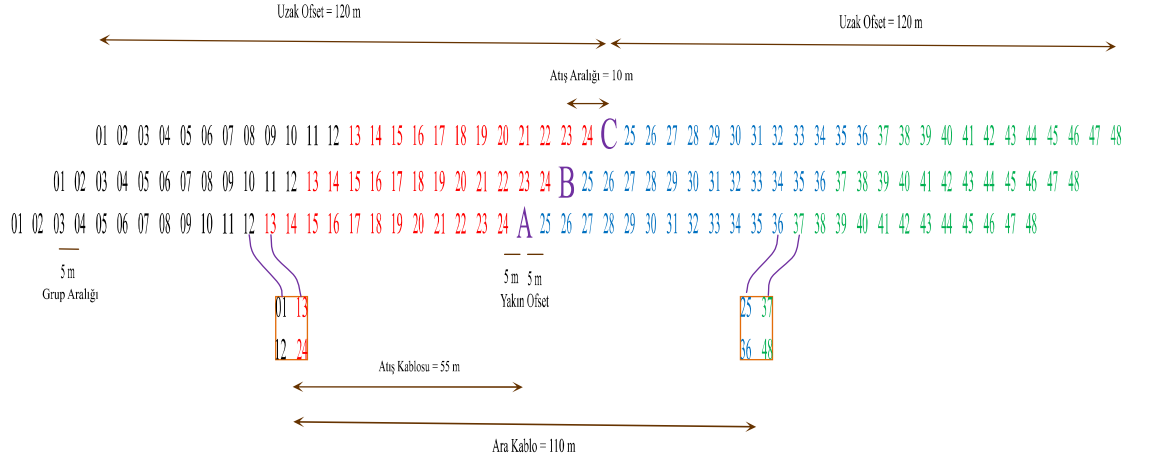 Uzak Ofset = 120 m
Uzak Ofset = 120 m
Atış Aralığı = 10 m
01 02 03 04 05 06 07 08 09 10 11 12 13 14 15 16 17 18 19 20 21 22 23 24 C 25 26 27 28 29 30 31 32 33 34 35 36 37 38 39 40 41 42 43 44 45 46 47 48
01 02 03 04 05 06 07 08 09 10 11 12 13 14 15 16 17 18 19 20 21 22 23 24 B 25 26 27 28 29 30 31 32 33 34 35 36 37 38 39 40 41 42 43 44 45 46 47 48
01 02 03 04 05 06 07 08 09 10 11 12 13 14 15 16 17 18 19 20 21 22 23 24 A 25 26 27 28 29 30 31 32 33 34 35 36 37 38 39 40 41 42 43 44 45 46 47 48
5 m
Grup Aralığı
5 m 5 m
Yakın Ofset
01 13
12 24
25 37
36 48
Atış Kablosu = 55 m
Ara Kablo = 110 m